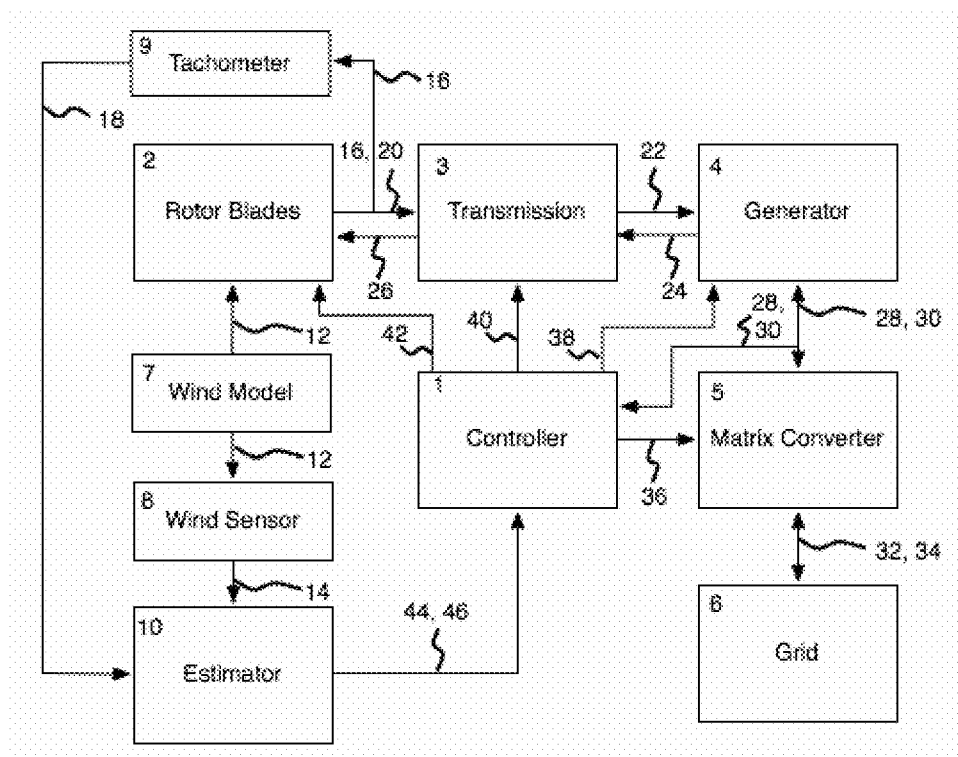 9
Tachometer
16
18
2
Rotor Blades
16, 20
3
Transmission
22
4
Generator
26
24
12
42
40
38
28,
30
28, 30
7
Wind Model
1
Controller
5
Matrix Converter
12
36
8
Wind Sensor
32, 34
14
44, 46
6
Grid
10
Estimator